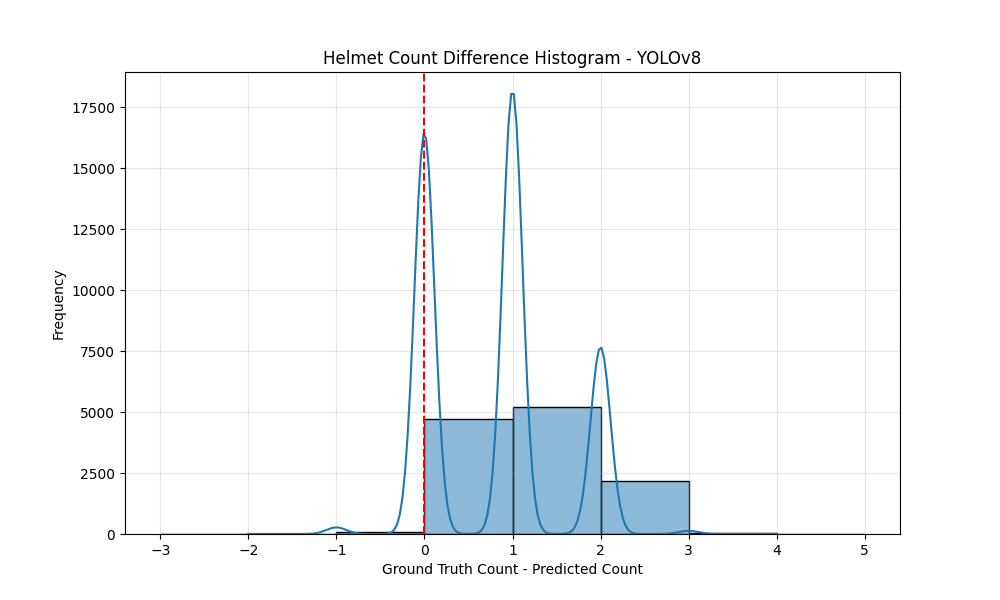 Helmet Count Difference Histogram - YOLOv8
Frequency
17500
15000
12500
10000
7500
5000
2500
0
−3 −2 −1 0 1 2 3 4 5
Ground Truth Count - Predicted Count